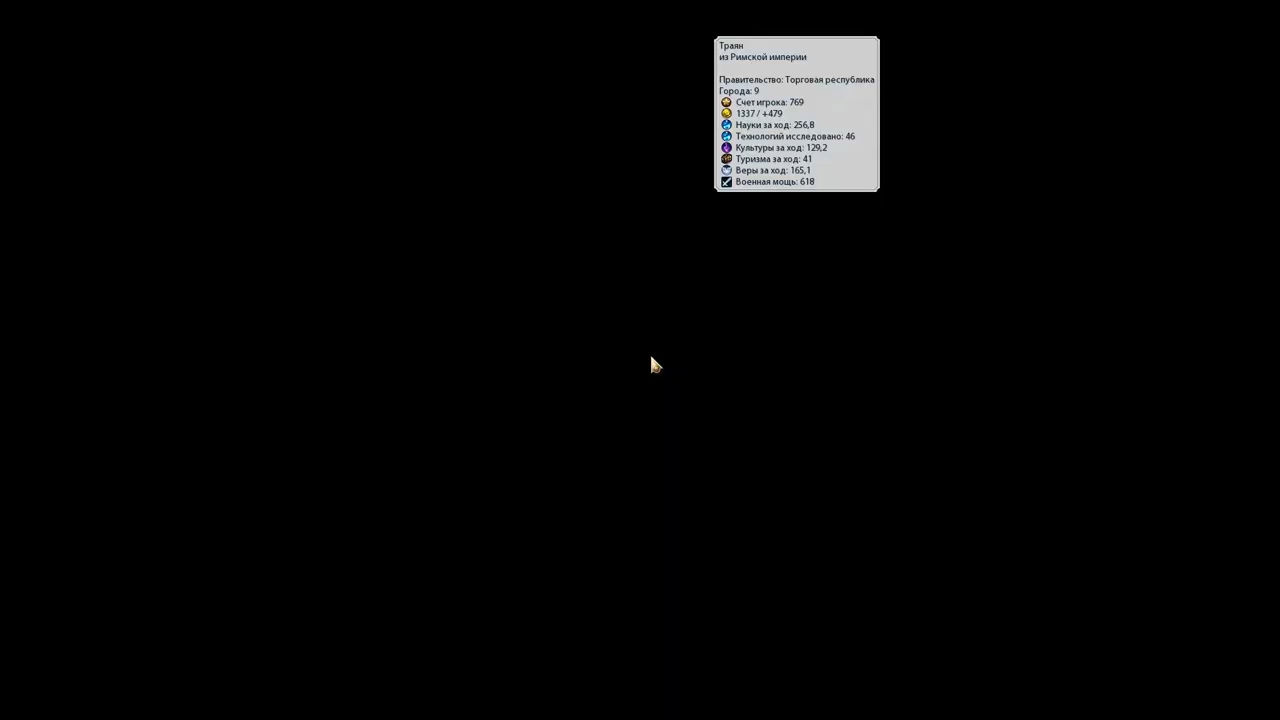 Траян
из Римской империи
Правительство: Торговая республика
Города: 9
Счет игрока: 769
1337 / +479
Науки за ход: 256,8
Технологий исследовано: 46
Культуры за ход: 129,2
Туризма за ход: 41
Веры за ход: 165,1
Военная мощь: 618